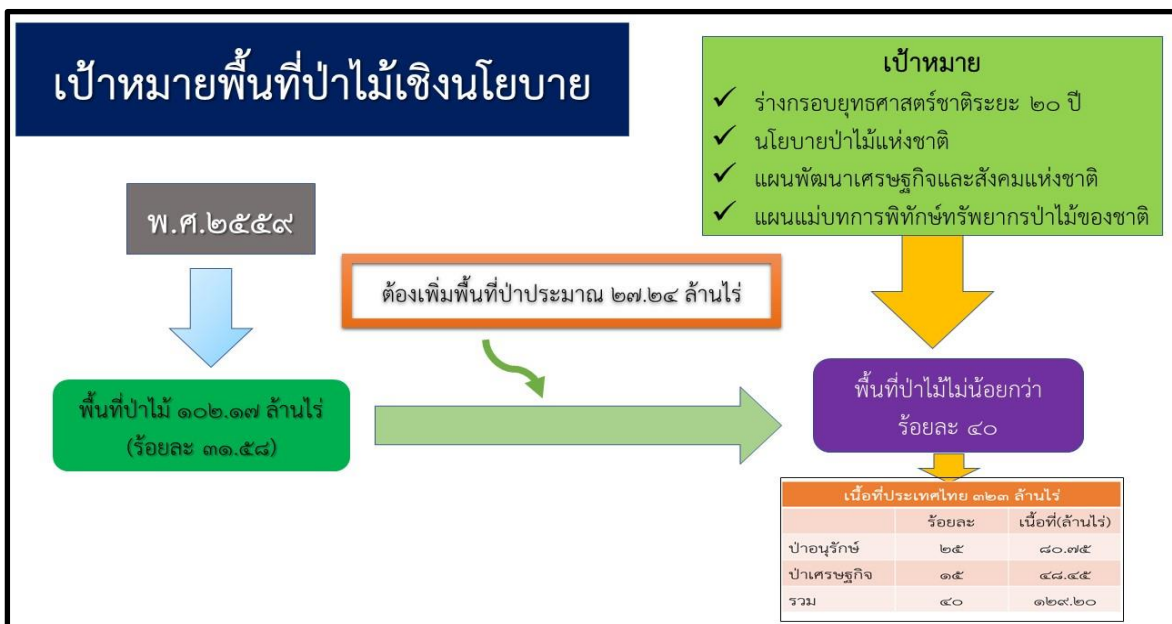 เป้าหมายพื้นที่ป่าไม้เชิงนโยบาย
เป้าหมาย
✓ ร่างกรอบยุทธศาสตร์ชาติระยะ ๒๐ ปี
✓ นโยบายป่าไม้แห่งชาติ
✓ แผนพัฒนาเศรษฐกิจและสังคมแห่งชาติ
✓ แผนแม่บทการพิทักษ์ทรัพยากรป่าไม้ของชาติ
พ.ศ.๒๕๕๙
ต้องเพิ่มพื้นที่ป่าประมาณ ๒๗.๒๔ ล้านไร่
พื้นที่ป่าไม้ ๑๐๒.๑๗ ล้านไร่
(ร้อยละ ๓๑.๕๘)
พื้นที่ป่าไม้ไม่น้อยกว่า
ร้อยละ ๔๐
เนื้อที่ประเทศไทย ๓๒๓ ล้านไร่
ร้อยละ เนื้อที่(ล้านไร่)
ป่าอนุรักษ์ ๒๕ ๘๐.๗๕
ป่าเศรษฐกิจ ๑๕ ๔๘.๔๕
รวม ๔๐ ๑๒๙.๒๐